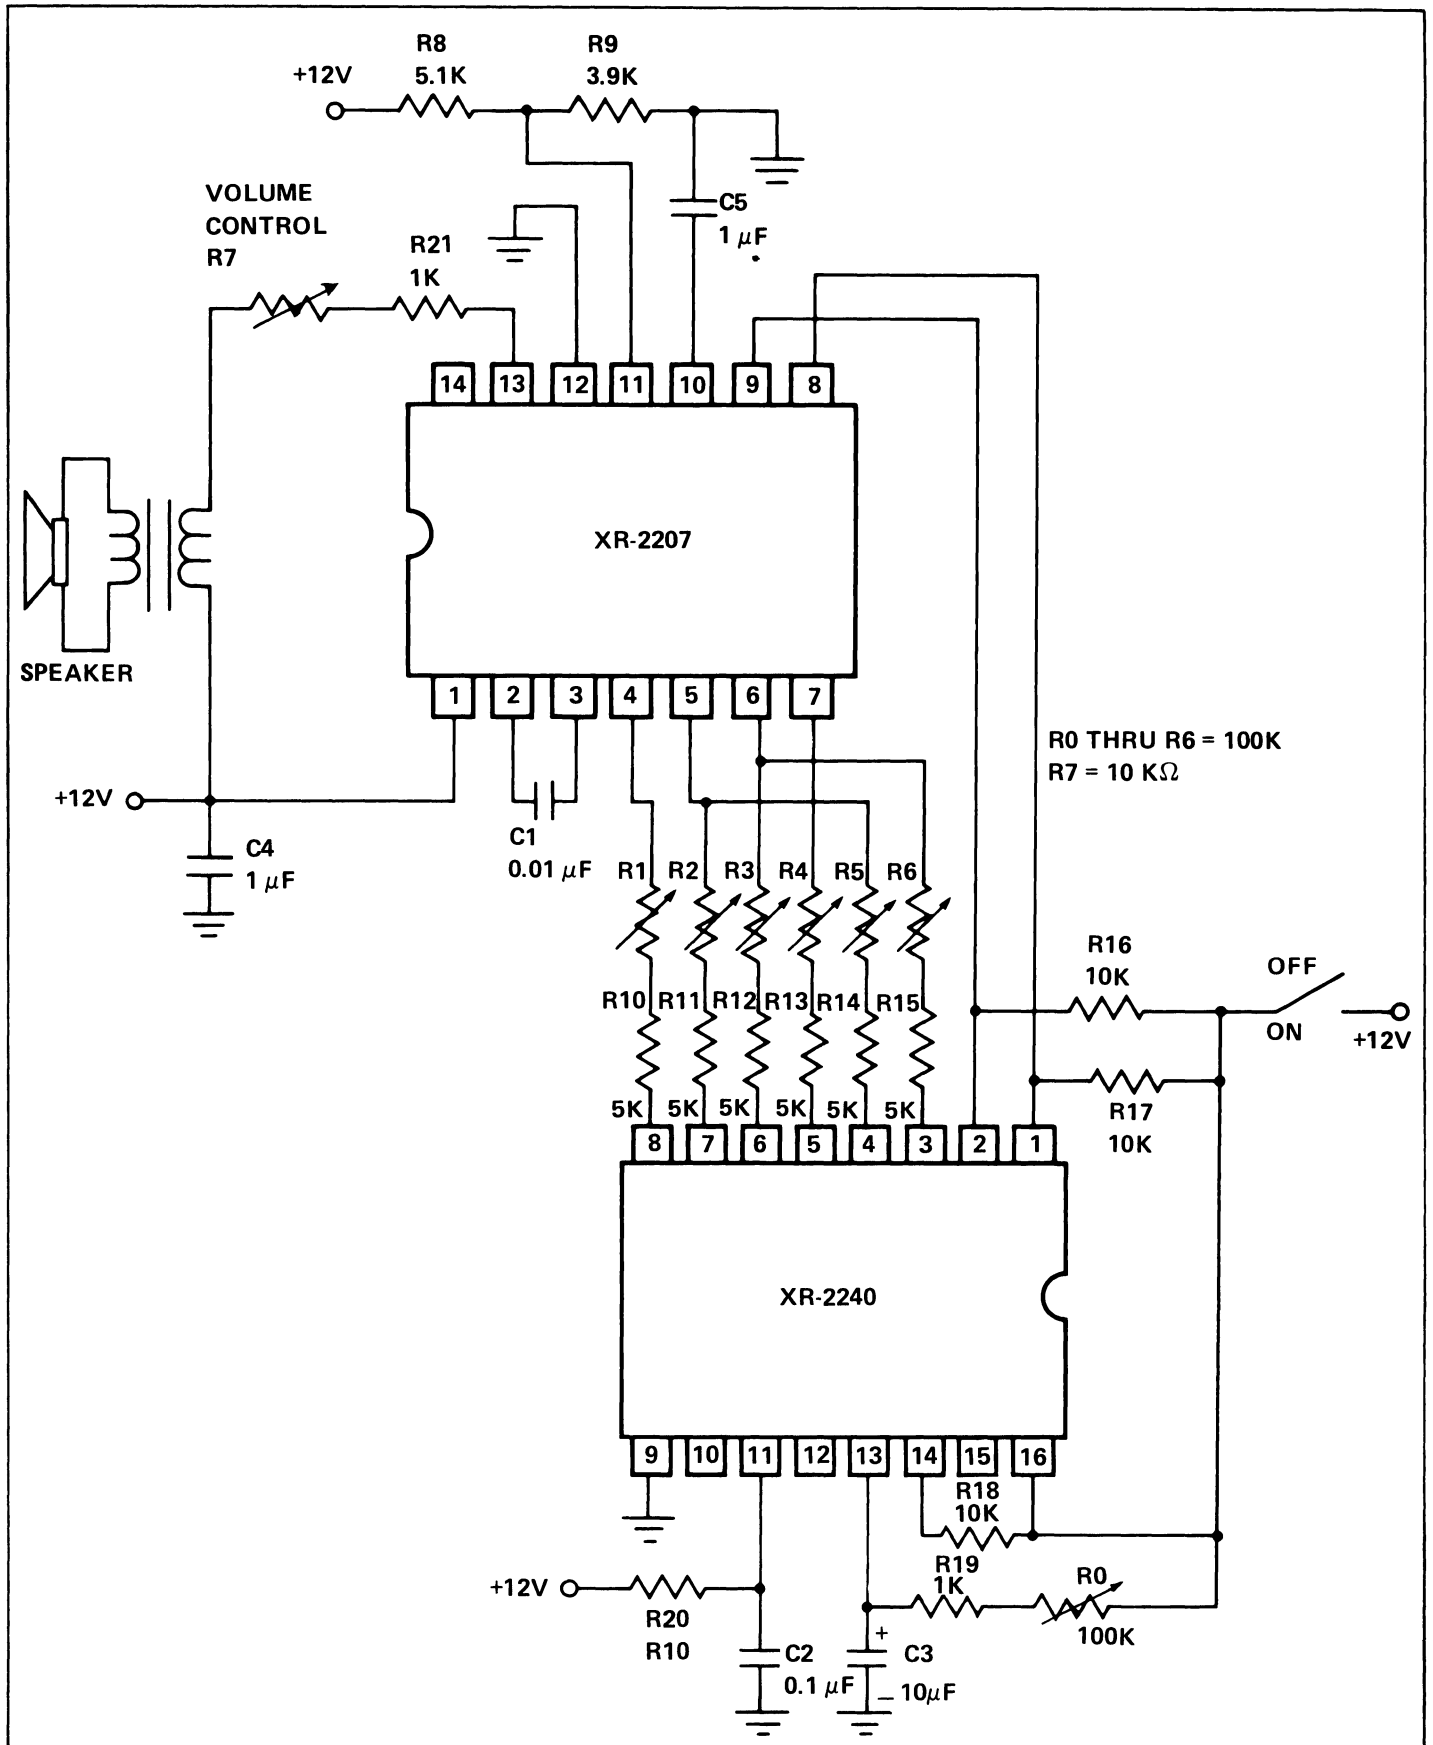 R8
5.1K
R9
3.9K
+12V
VOLUME
CONTROL
R7
R21
1K
C5
1 μF
14 13 12 11 10 9 8
XR-2207
SPEAKER
1 2 3 4 5 6 7
R0 THRU R6 = 100K
R7 = 10 KΩ
+12V
C4
1 μF
C1
0.01 μF
R1 R2 R3 R4 R5 R6
R16
10K
OFF
ON
+12V
R10 R11 R12 R13 R14 R15
5K 5K 5K 5K 5K 5K
R17
10K
8 7 6 5 4 3 2 1
XR-2240
9 10 11 12 13 14 15 16
R18
10K
R19
1K
R0
100K
+12V
R20
R10
C2
0.1 μF
+
C3
– 10μF